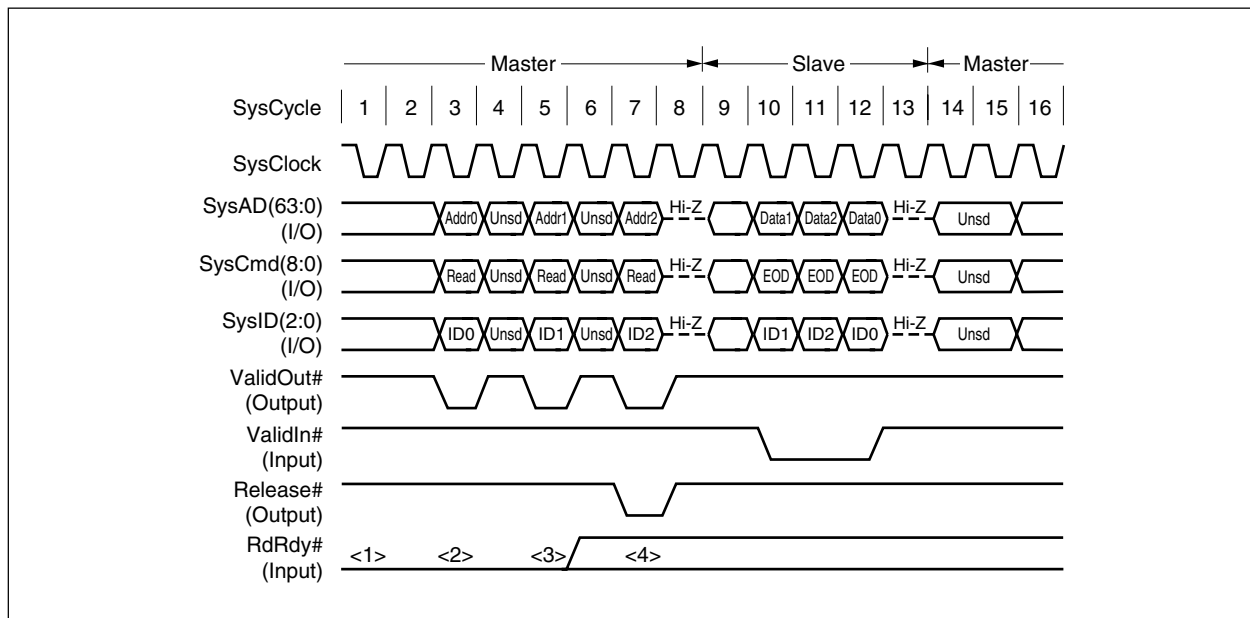 Master Slave Master
SysCycle 1 2 3 4 5 6 7 8 9 10 11 12 13 14 15 16
SysClock
SysAD(63:0)
(I/O)
Addr0 Unsd Addr1 Unsd Addr2 Hi-Z Data1 Data2 Data0 Hi-Z Unsd
SysCmd(8:0)
(I/O)
Read Unsd Read Unsd Read Hi-Z EOD EOD EOD Hi-Z Unsd
SysID(2:0)
(I/O)
ID0 Unsd ID1 Unsd ID2 Hi-Z ID1 ID2 ID0 Hi-Z Unsd
ValidOut#
(Output)
ValidIn#
(Input)
Release#
(Output)
RdRdy#
(Input)
<1> <2> <3> <4>